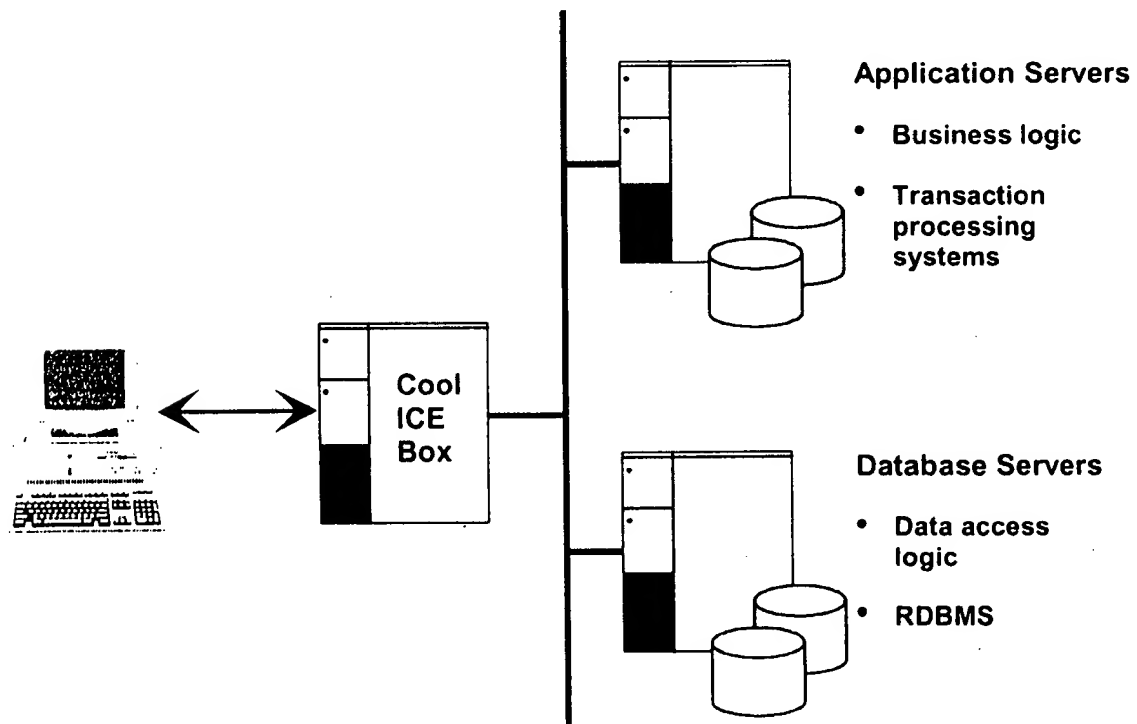 Application Servers
• Business logic
• Transaction
processing
systems
Cool
ICE
Box
Database Servers
• Data access
logic
• RDBMS